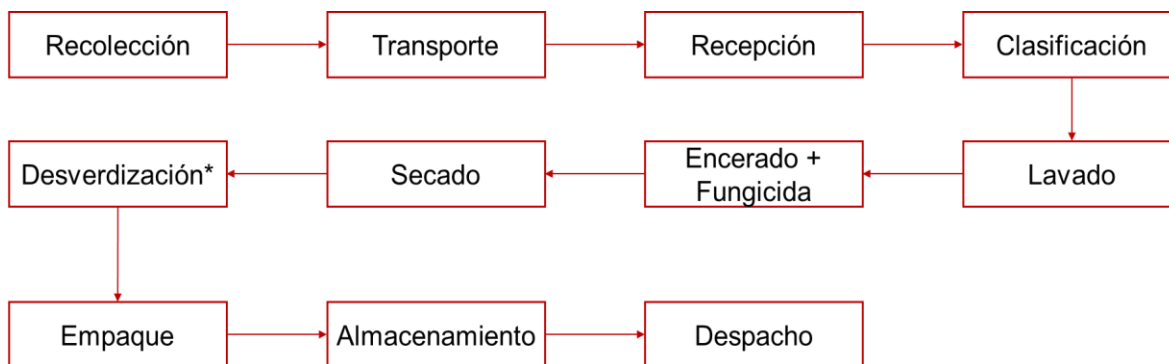 Recolección
Transporte
Recepción
Clasificación
Lavado
Encerado +
Fungicida
Secado
Desverdización*
Empaque
Almacenamiento
Despacho